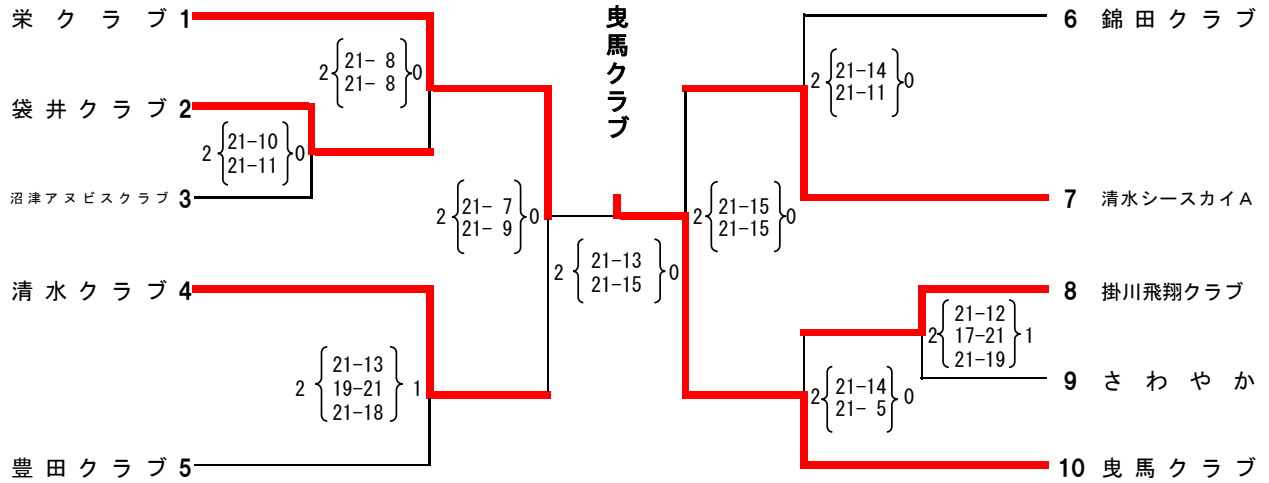 栄クラブ 1
2 21- 8 0
21- 8
袋井クラブ 2
2 21-10 0
21-11
沼津アヌビスクラブ 3
2 21- 7 0
21- 9
清水クラブ 4
2 21-13 1
19-21
21-18
豊田クラブ 5
曳馬クラブ
2 21-13 0
21-15
6 錦田クラブ
2 21-14 0
21-11
7 清水シースカイA
2 21-15 0
21-15
8 掛川飛翔クラブ
2 21-12 1
17-21
21-19
9 さわやか
2 21-14 0
21- 5
10 曳馬クラブ